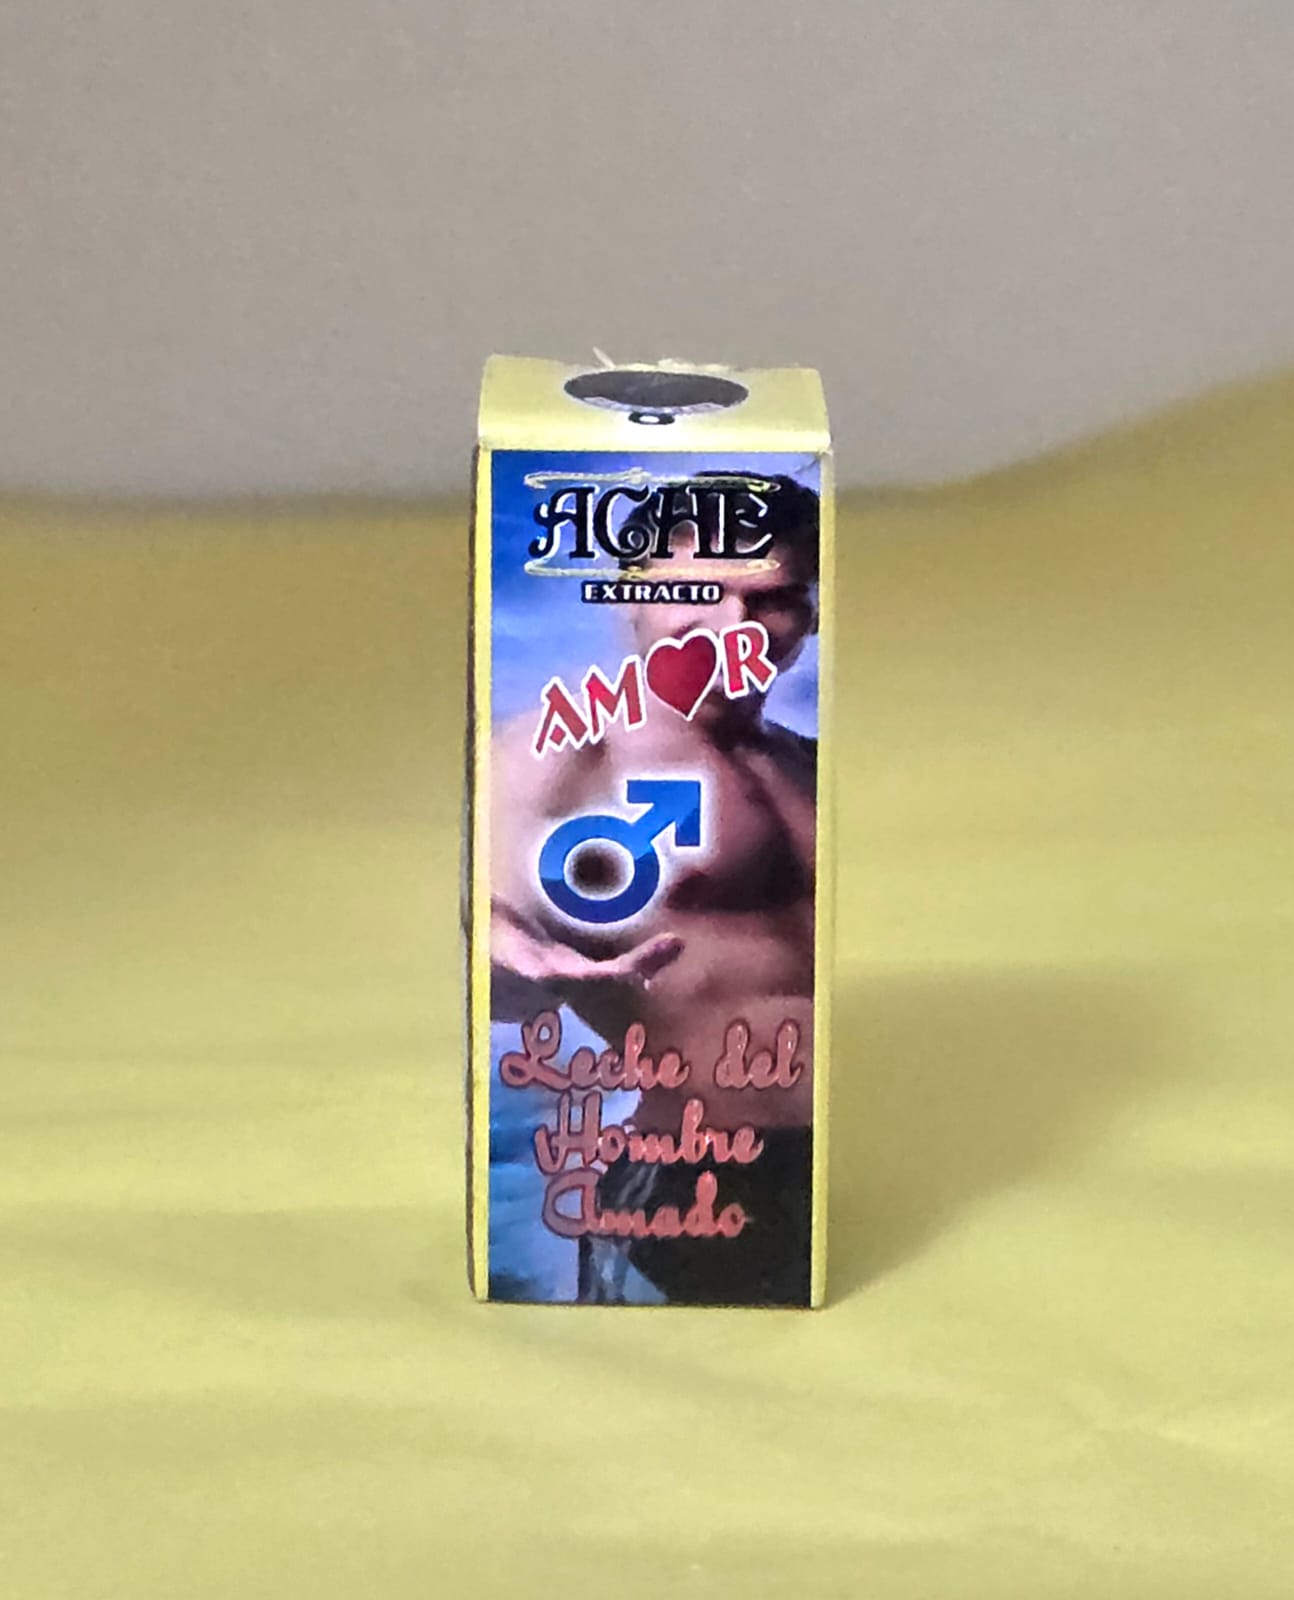 ACHE
EXTRACTO
AMOR
Leche del
Hombre
Amado